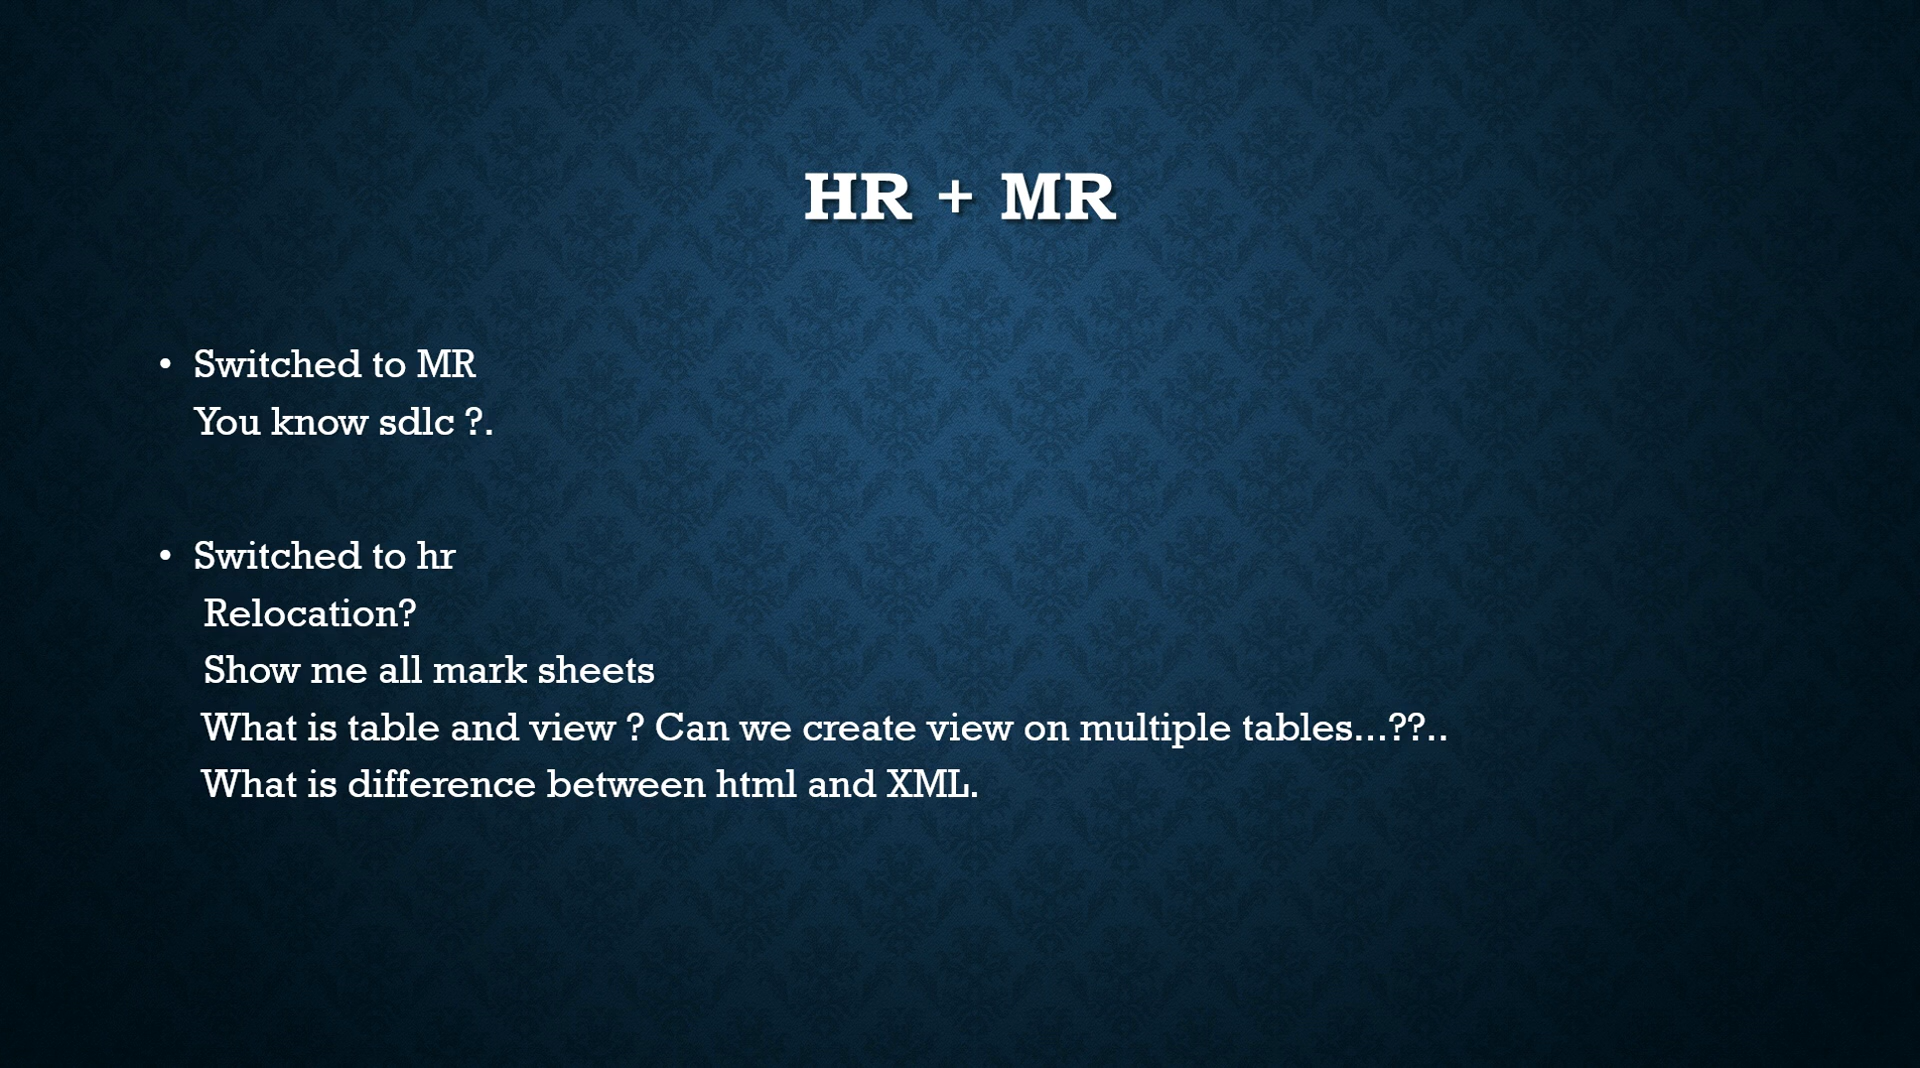 HR + MR
• Switched to MR
You know sdlc ?.
• Switched to hr
Relocation?
Show me all mark sheets
What is table and view ? Can we create view on multiple tables...??..
What is difference between html and XML.